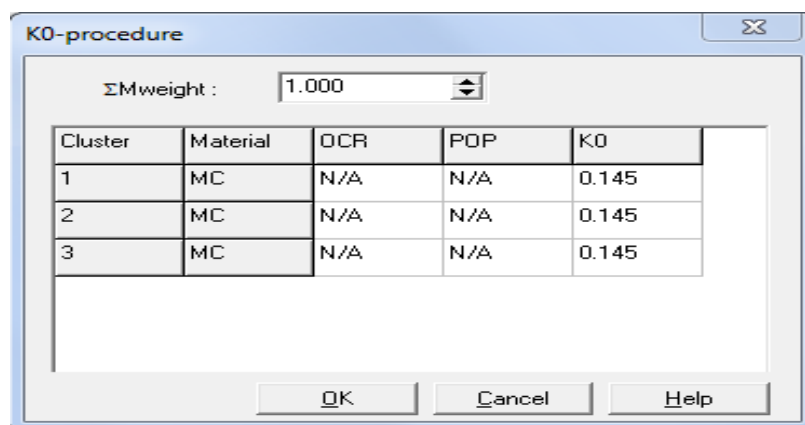 K0-procedure
ΣMweight : 1.000
Cluster Material OCR POP K0
1 MC N/A N/A 0.145
2 MC N/A N/A 0.145
3 MC N/A N/A 0.145
OK Cancel Help